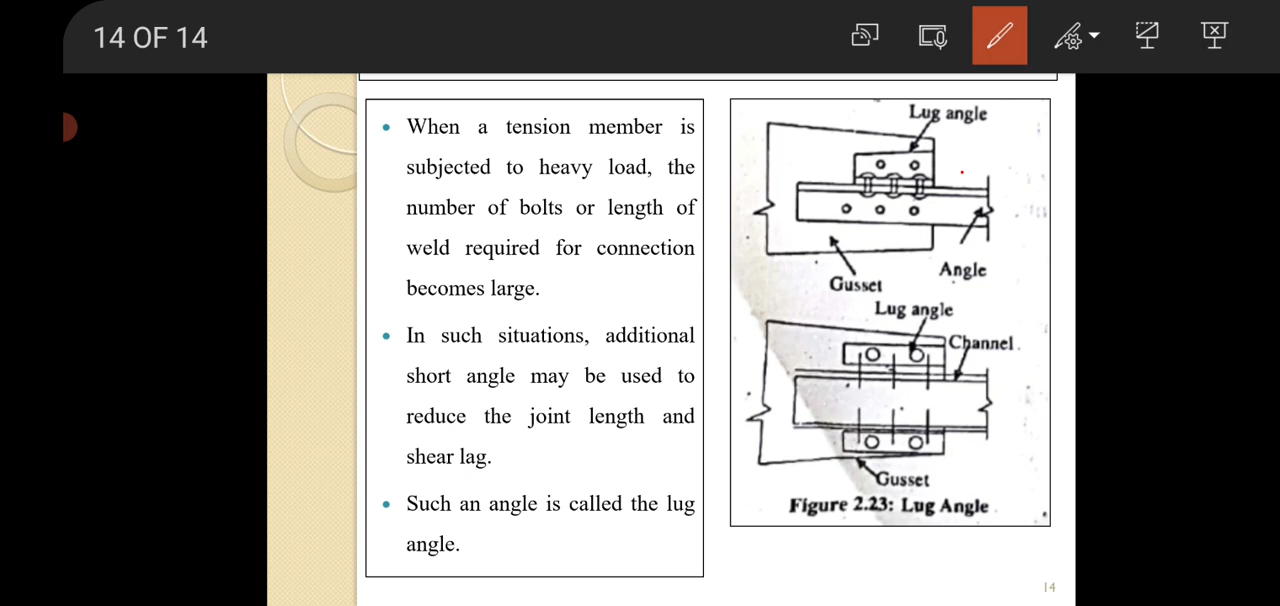 14 OF 14
When a tension member is
subjected to heavy load, the
number of bolts or length of
weld required for connection
becomes large.
In such situations, additional
short angle may be used to
reduce the joint length and
shear lag.
Such an angle is called the lug
angle.
Lug angle
Angle
Gusset
Lug angle
Channel.
Gusset
Figure 2.23: Lug Angle
14